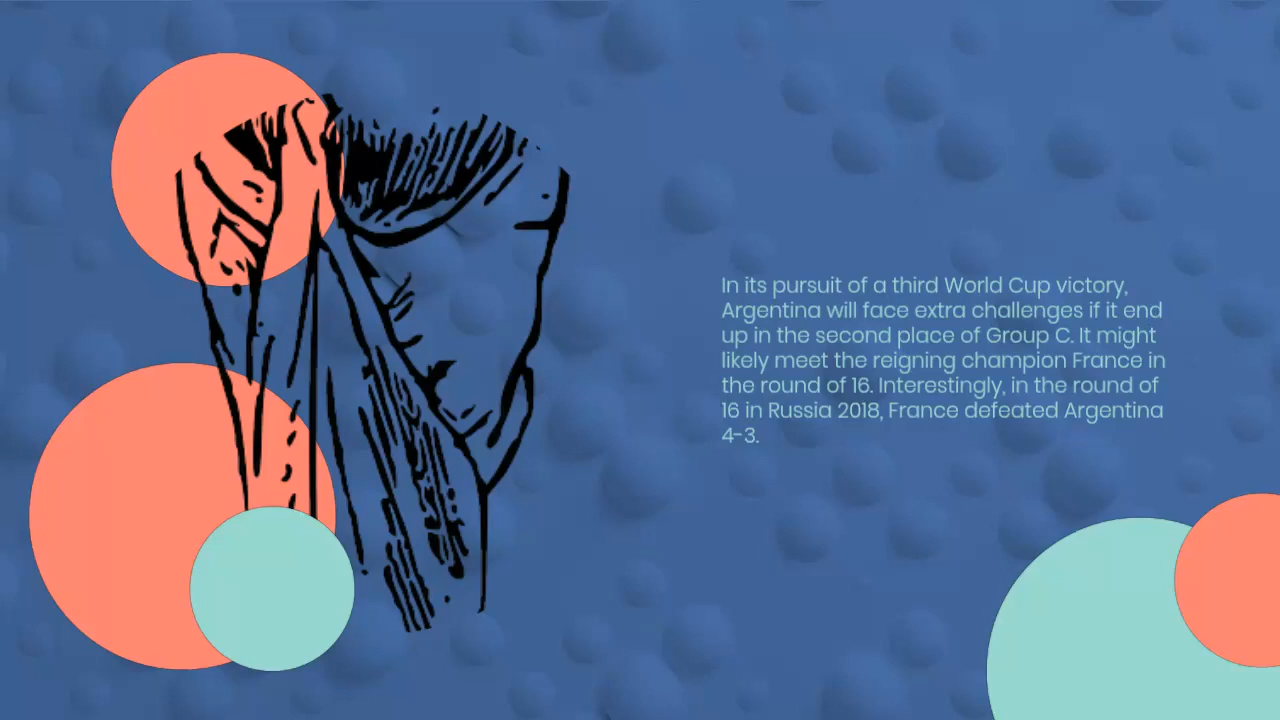 In its pursuit of a third World Cup victory,
Argentina will face extra challenges if it end
up in the second place of Group C. It might
likely meet the reigning champion France in
the round of 16. Interestingly, in the round of
16 in Russia 2018, France defeated Argentina
4-3.